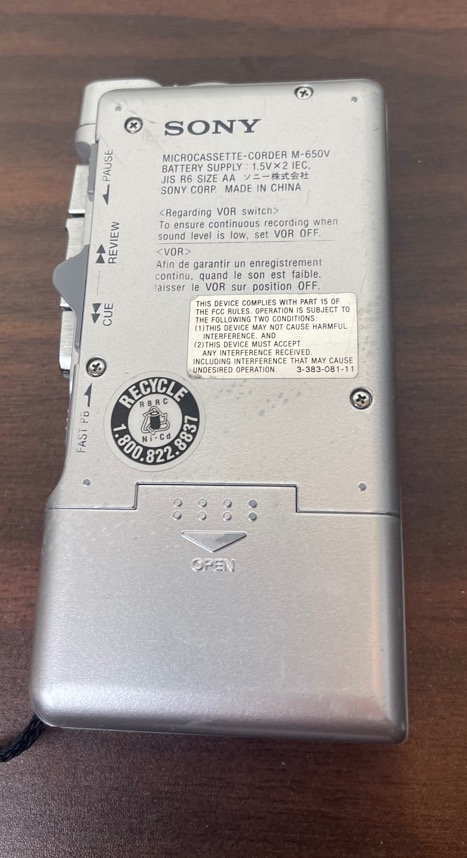 SONY
MICROCASSETTE-CORDER M-650V
BATTERY SUPPLY : 1.5V×2 IEC,
JIS R6 SIZE AA ソニー株式会社
SONY CORP. MADE IN CHINA
<Regarding VOR switch>
To ensure continuous recording when
sound level is low, set VOR OFF.
<VOR>
Afin de garantir un enregistrement
continu, quand le son est faible,
laisser le VOR sur position OFF.
THIS DEVICE COMPLIES WITH PART 15 OF
THE FCC RULES. OPERATION IS SUBJECT TO
THE FOLLOWING TWO CONDITIONS:
(1)THIS DEVICE MAY NOT CAUSE HARMFUL
INTERFERENCE, AND
(2)THIS DEVICE MUST ACCEPT
ANY INTERFERENCE RECEIVED,
INCLUDING INTERFERENCE THAT MAY CAUSE
UNDESIRED OPERATION. 3-383-081-11
PAUSE
REVIEW
CUE
FAST PB
RECYCLE
RBRC
Ni-Cd
1.800.822.8837
OPEN